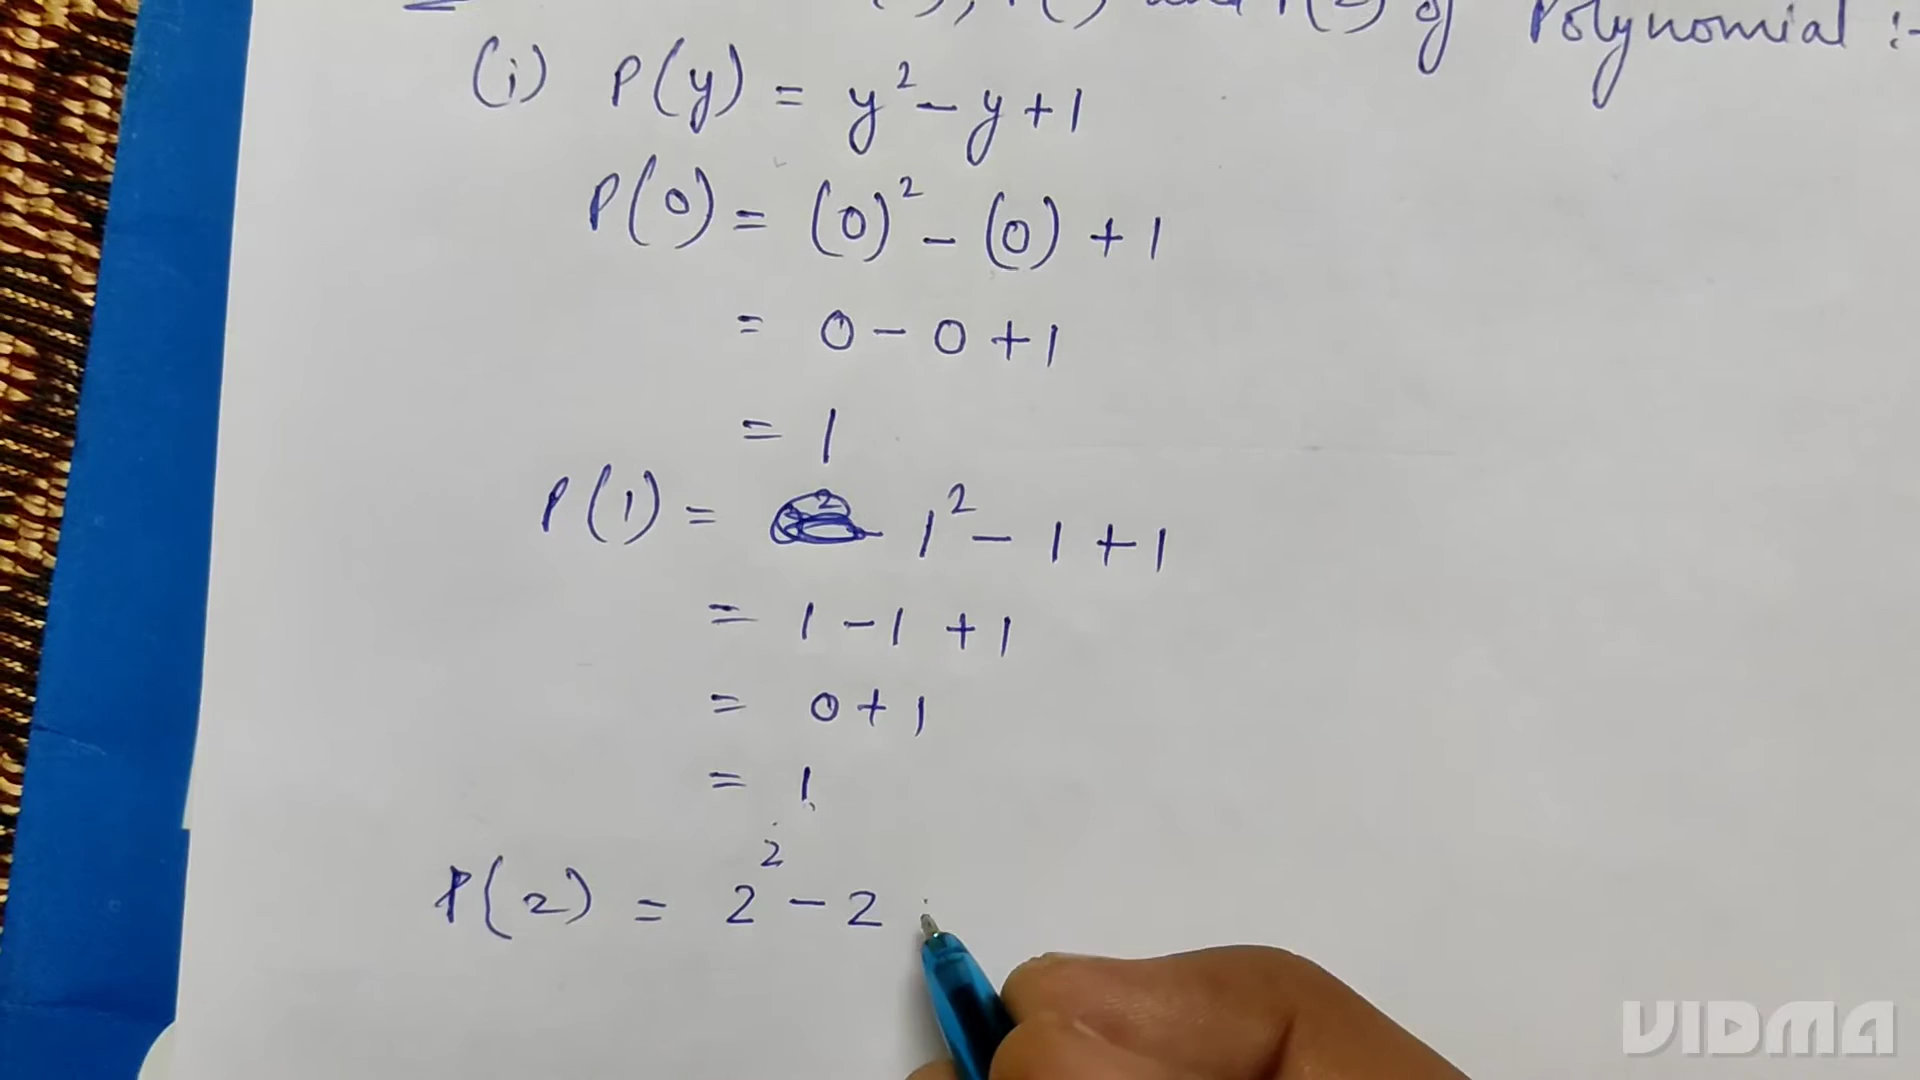 of Polynomial :-
(i) P(y) = y² - y + 1
P(0) = (0)² - (0) + 1
= 0 - 0 + 1
= 1
P(1) = 1² - 1 + 1
= 1 - 1 + 1
= 0 + 1
= 1
P(2) = 2² - 2
VIDMA